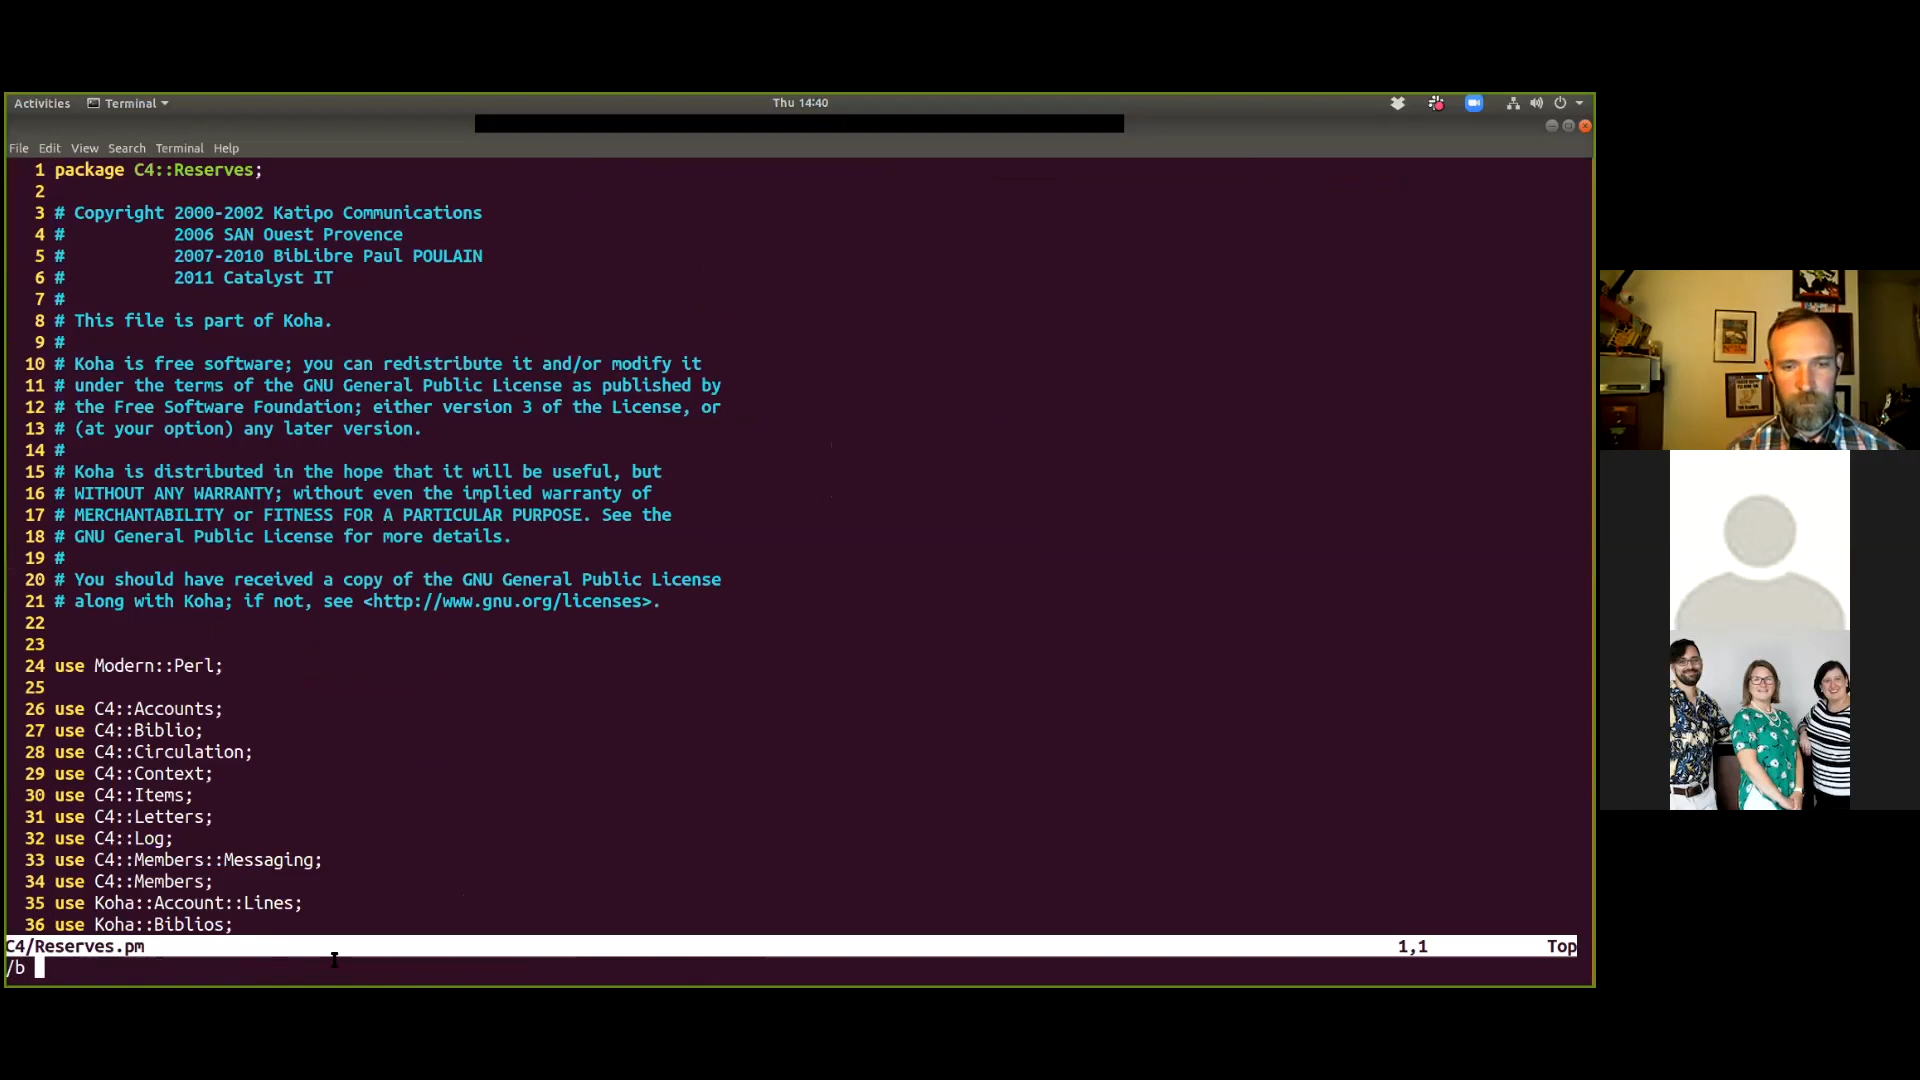 Activities Terminal Thu 14:40
File Edit View Search Terminal Help
1 package C4::Reserves;
2
3 # Copyright 2000-2002 Katipo Communications
4 #           2006 SAN Ouest Provence
5 #           2007-2010 BibLibre Paul POULAIN
6 #           2011 Catalyst IT
7 #
8 # This file is part of Koha.
9 #
10 # Koha is free software; you can redistribute it and/or modify it
11 # under the terms of the GNU General Public License as published by
12 # the Free Software Foundation; either version 3 of the License, or
13 # (at your option) any later version.
14 #
15 # Koha is distributed in the hope that it will be useful, but
16 # WITHOUT ANY WARRANTY; without even the implied warranty of
17 # MERCHANTABILITY or FITNESS FOR A PARTICULAR PURPOSE. See the
18 # GNU General Public License for more details.
19 #
20 # You should have received a copy of the GNU General Public License
21 # along with Koha; if not, see <http://www.gnu.org/licenses>.
22
23
24 use Modern::Perl;
25
26 use C4::Accounts;
27 use C4::Biblio;
28 use C4::Circulation;
29 use C4::Context;
30 use C4::Items;
31 use C4::Letters;
32 use C4::Log;
33 use C4::Members::Messaging;
34 use C4::Members;
35 use Koha::Account::Lines;
36 use Koha::Biblios;
C4/Reserves.pm 1,1 Top
/b